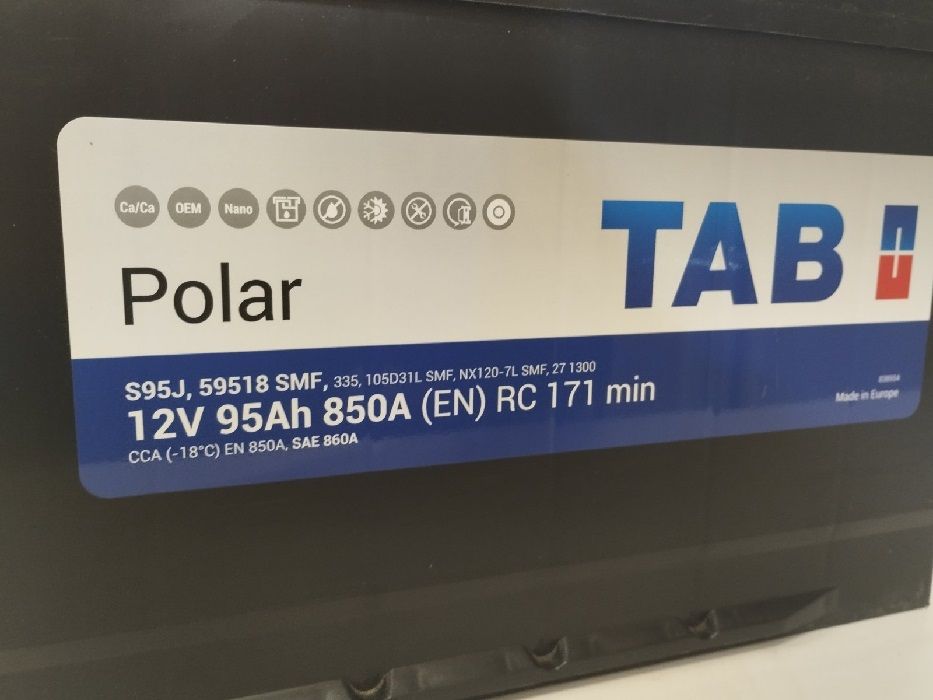 Ca/Ca OEM Nano
TAB
Polar
S95J, 59518 SMF, 335, 105D31L SMF, NX120-7L SMF, 27 1300
12V 95Ah 850A (EN) RC 171 min
CCA (-18°C) EN 850A, SAE 860A
Made in Europe